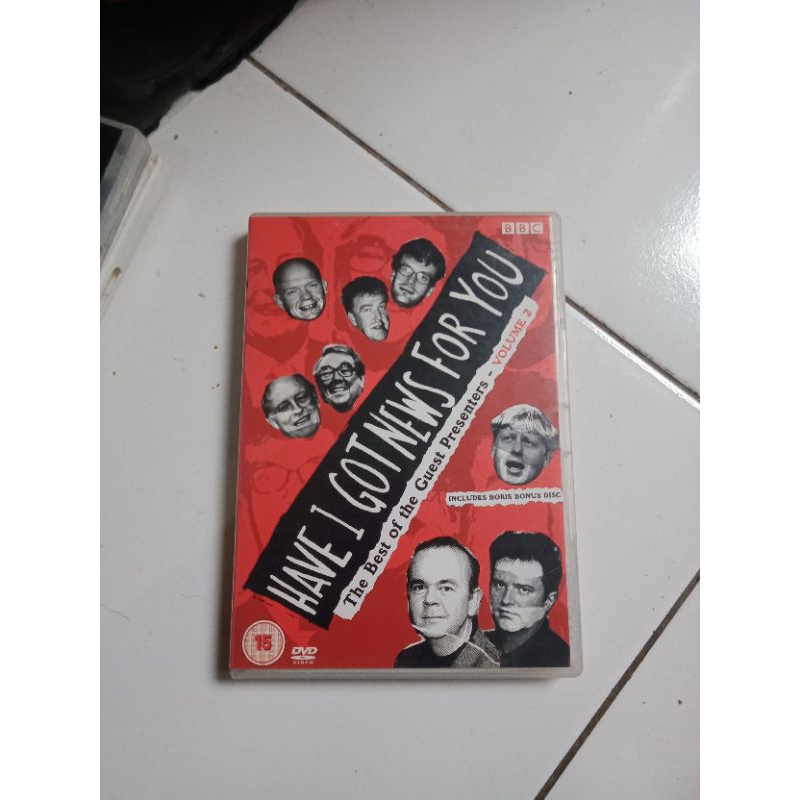 BBC
HAVE I GOT NEWS FOR YOU
The Best of the Guest Presenters - VOLUME 2
INCLUDES BORIS BONUS DISC
15
DVD
VIDEO